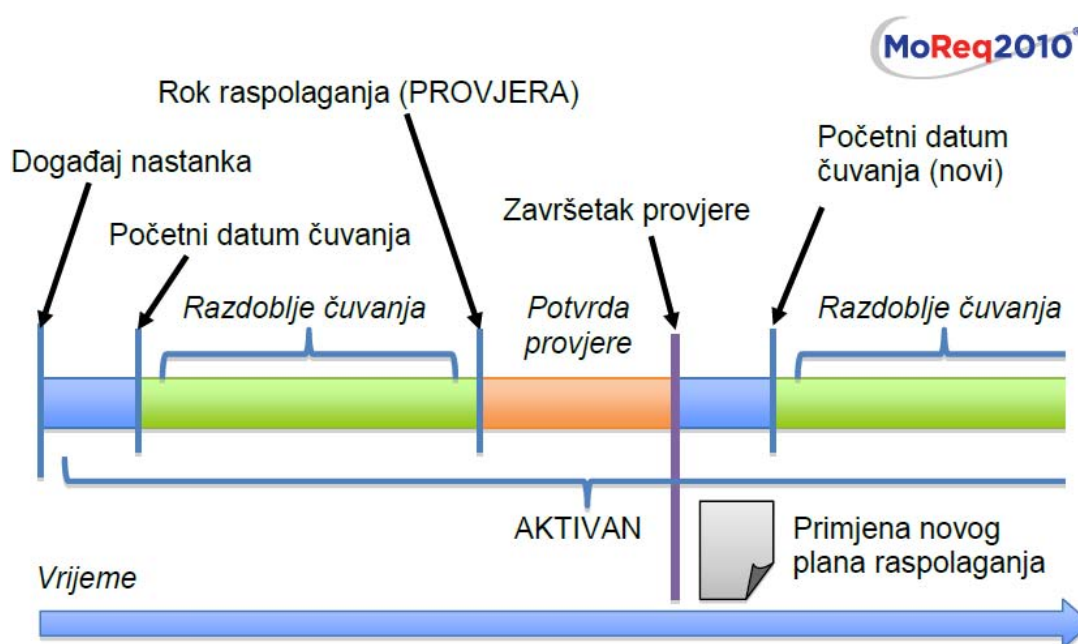 MoReq2010®
Rok raspolaganja (PROVJERA)
Događaj nastanka
Početni datum čuvanja
Početni datum
čuvanja (novi)
Završetak provjere
Razdoblje čuvanja
Potvrda
provjere
Razdoblje čuvanja
AKTIVAN
Primjena novog
plana raspolaganja
Vrijeme